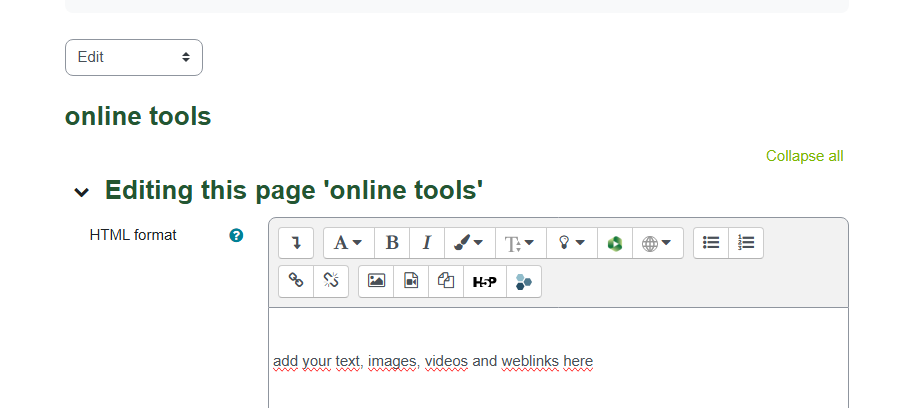 Edit
online tools
Collapse all
Editing this page 'online tools'
HTML format
A B I T
H5P
add your text, images, videos and weblinks here